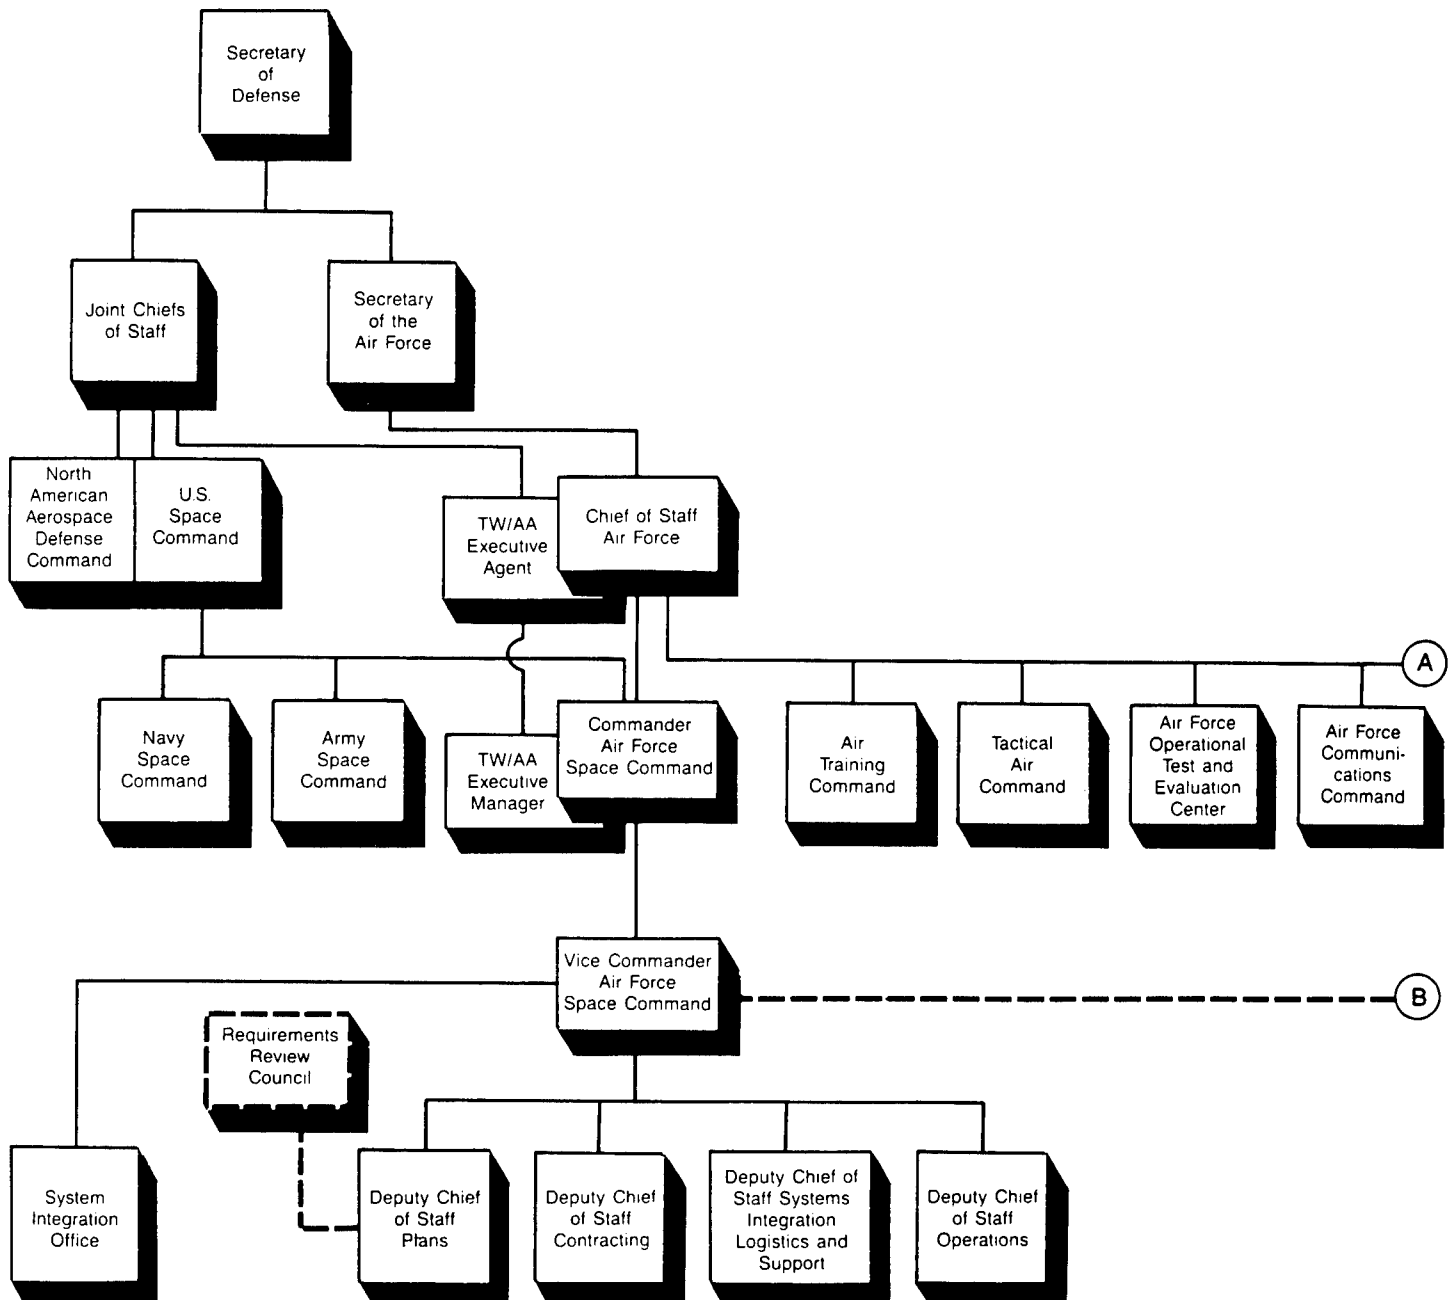 Secretary
of
Defense
Joint Chiefs
of Staff
Secretary
of the
Air Force
North
American
Aerospace
Defense
Command
U.S.
Space
Command
TW/AA
Executive
Agent
Chief of Staff
Air Force
A
Navy
Space
Command
Army
Space
Command
TW/AA
Executive
Manager
Commander
Air Force
Space Command
Air
Training
Command
Tactical
Air
Command
Air Force
Operational
Test and
Evaluation
Center
Air Force
Communi-
cations
Command
Vice Commander
Air Force
Space Command
B
Requirements
Review
Council
System
Integration
Office
Deputy Chief
of Staff
Plans
Deputy Chief
of Staff
Contracting
Deputy Chief of
Staff Systems
Integration
Logistics and
Support
Deputy Chief
of Staff
Operations